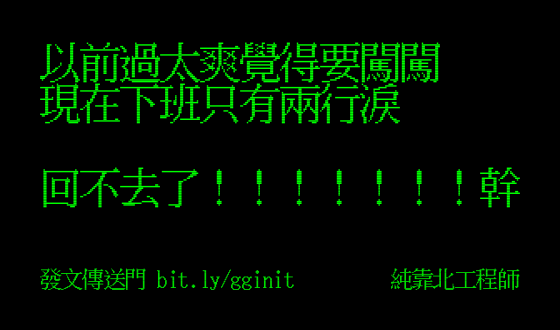 以前過太爽覺得要闖闖
現在下班只有兩行淚
回不去了！！！！！！！幹
發文傳送門 bit.ly/gginit 純靠北工程師